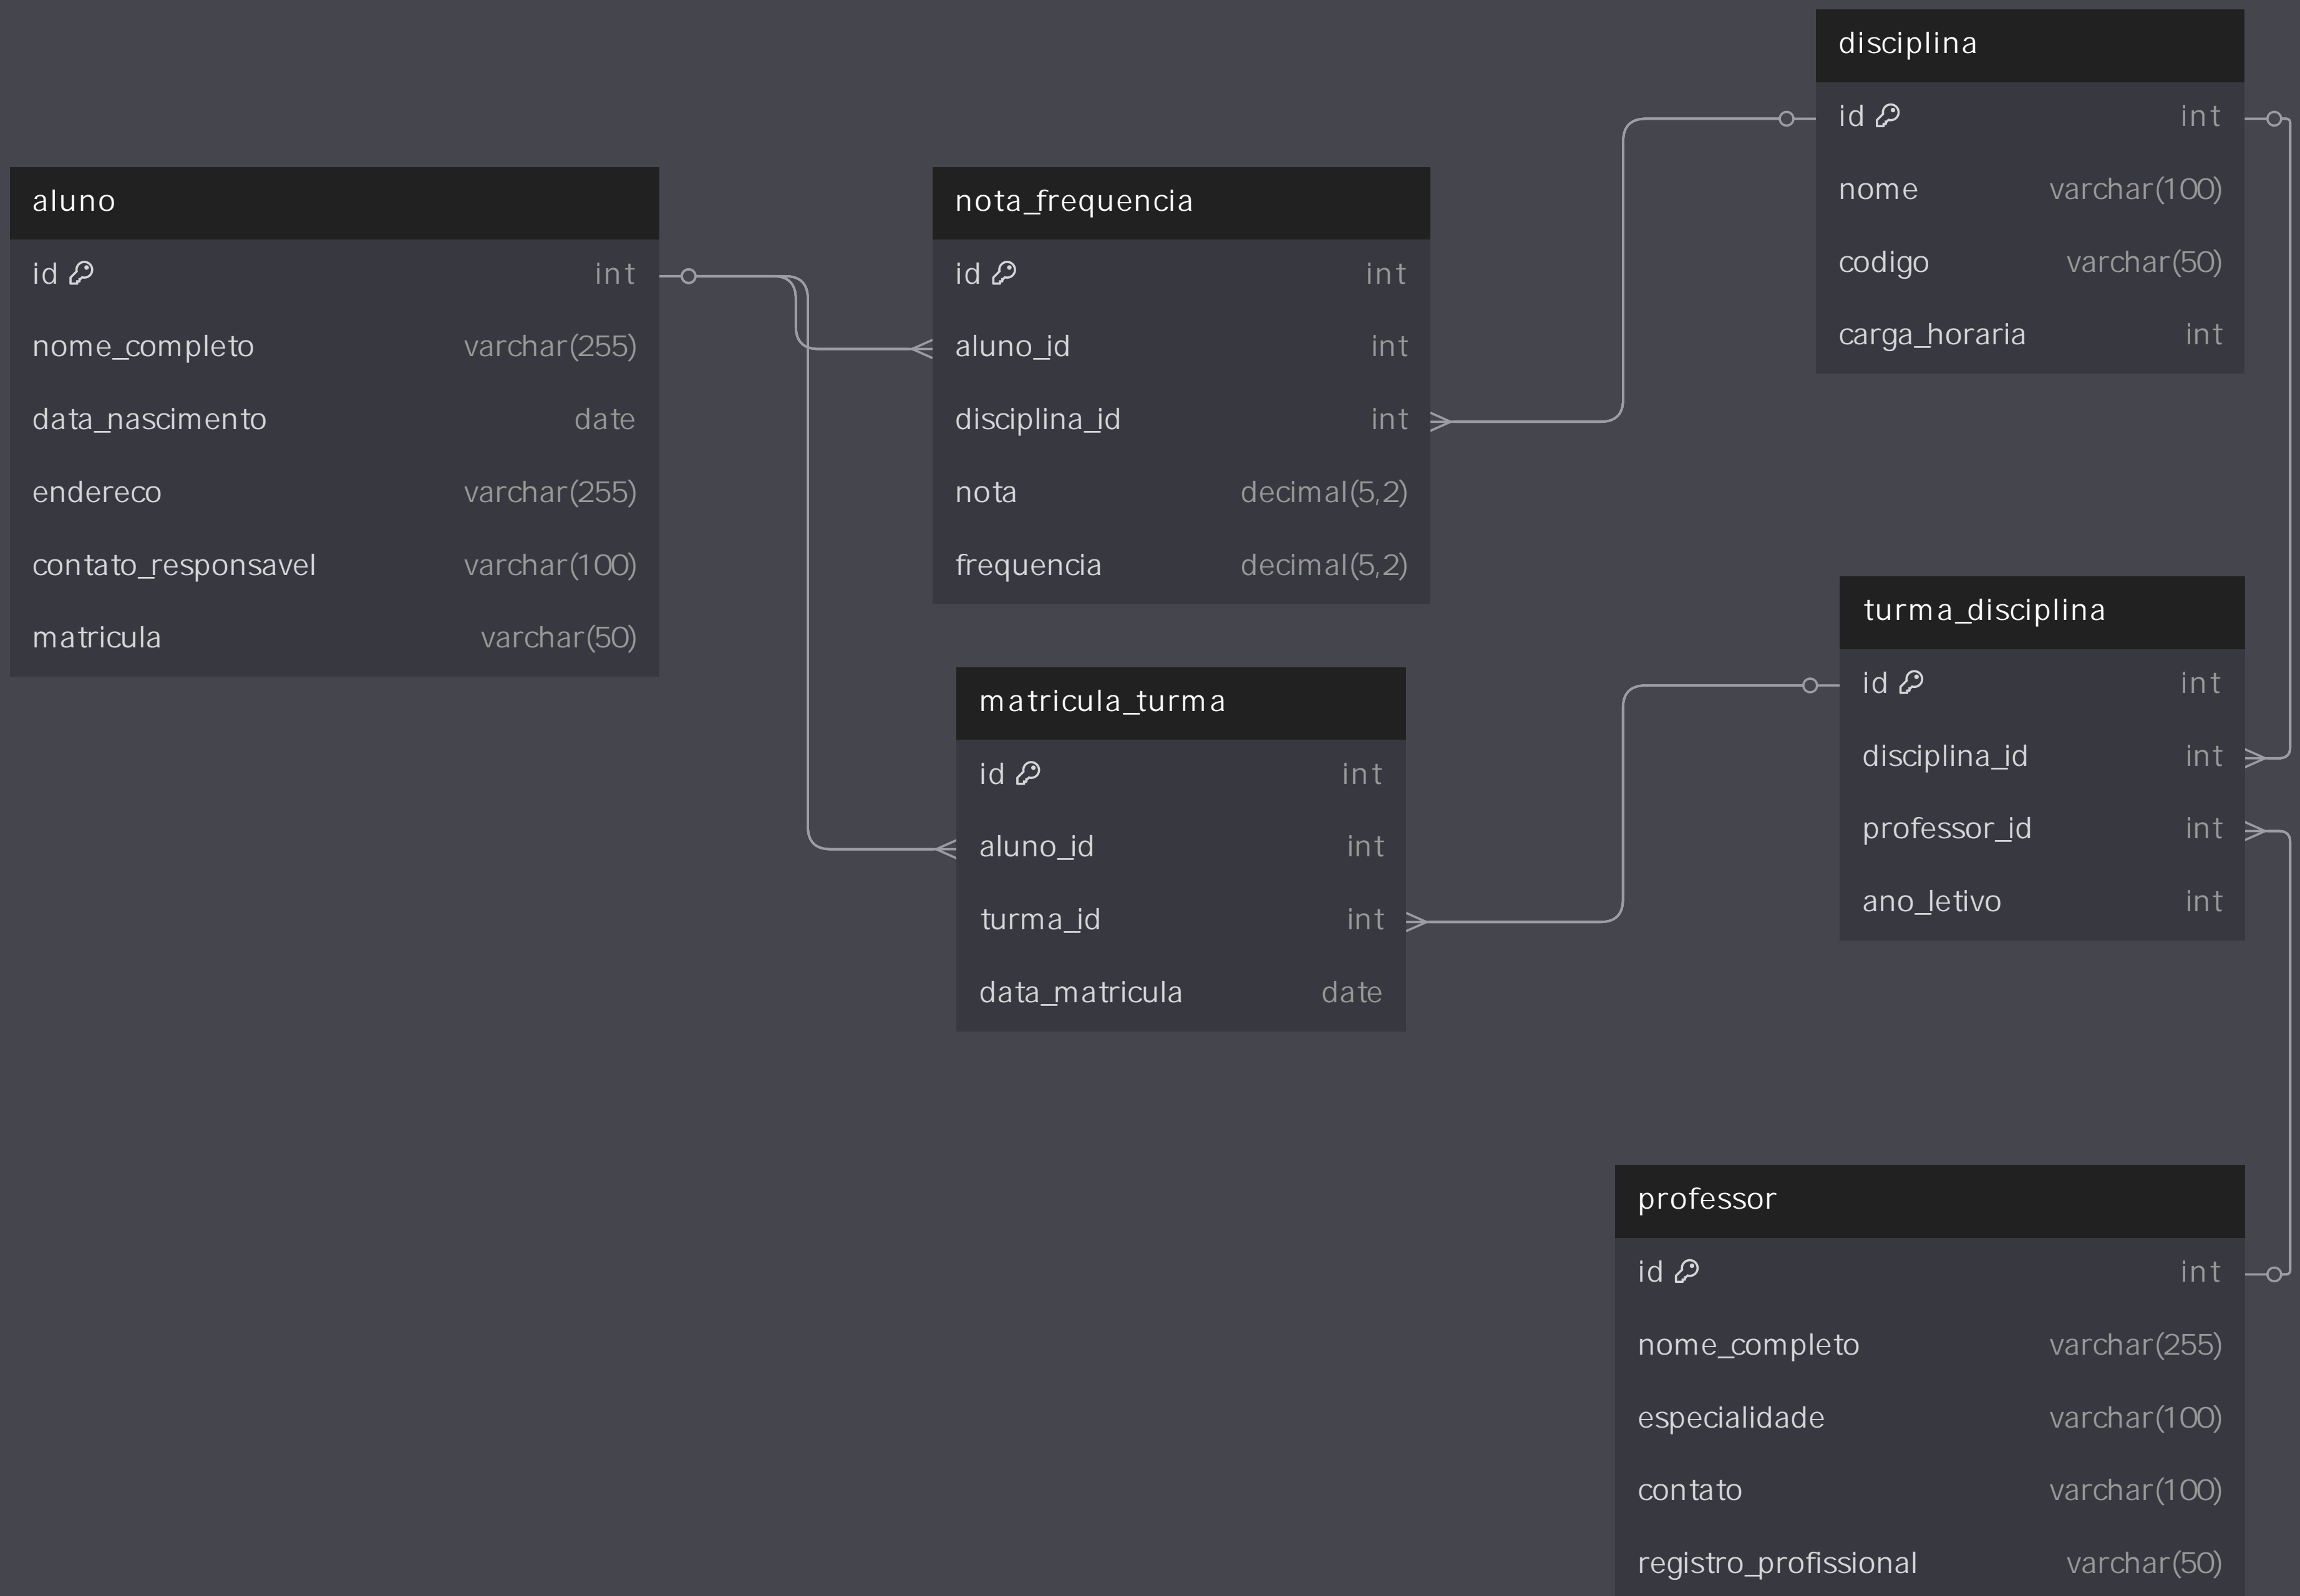 aluno
id int
nome_completo varchar(255)
data_nascimento date
endereco varchar(255)
contato_responsavel varchar(100)
matricula varchar(50)
nota_frequencia
id int
aluno_id int
disciplina_id int
nota decimal(5,2)
frequencia decimal(5,2)
matricula_turma
id int
aluno_id int
turma_id int
data_matricula date
disciplina
id int
nome varchar(100)
codigo varchar(50)
carga_horaria int
turma_disciplina
id int
disciplina_id int
professor_id int
ano_letivo int
professor
id int
nome_completo varchar(255)
especialidade varchar(100)
contato varchar(100)
registro_profissional varchar(50)